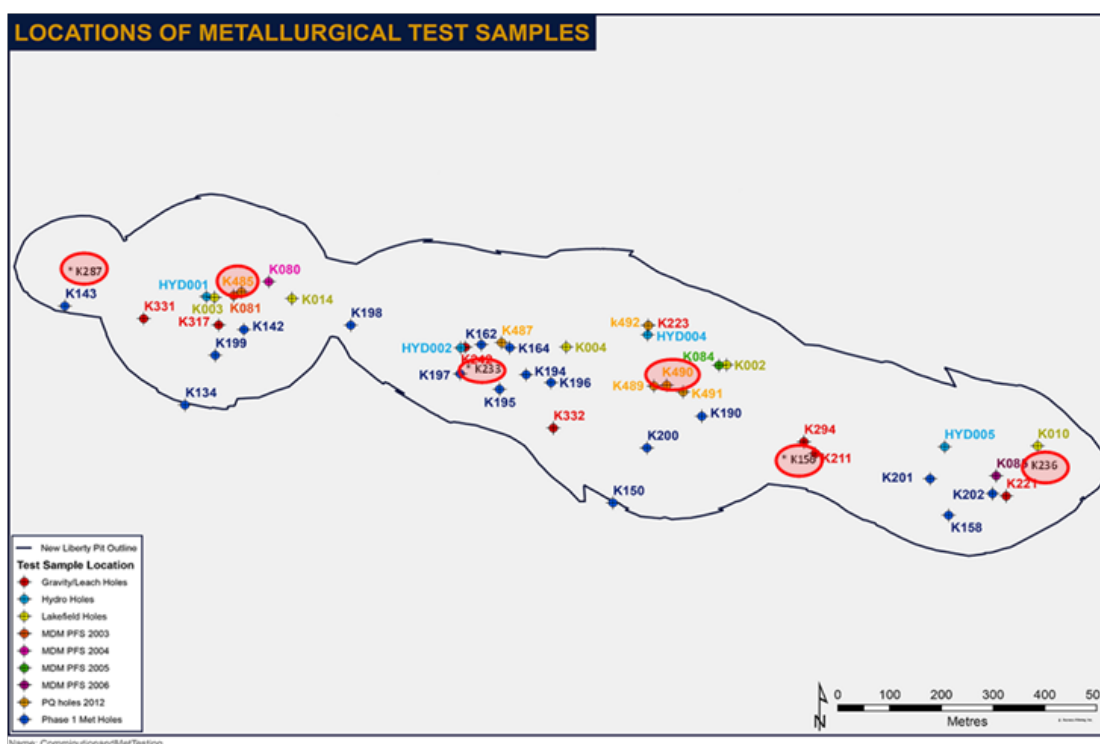 LOCATIONS OF METALLURGICAL TEST SAMPLES
* K287
K143
K331
HYD001
K003
K485
K081
K080
K014
K317
K142
K199
K134
K198
HYD002
K162
K487
K164
K004
K242
* K233
K197
K195
K194
K196
K332
k492
K223
HYD004
K084
K002
K490
K489
K491
K190
K200
K150
K294
* K156
K211
HYD005
K010
K085
K236
K201
K202
K221
K158
New Liberty Pit Outline
Test Sample Location
Gravity/Leach Holes
Hydro Holes
Lakefield Holes
MDM PFS 2003
MDM PFS 2004
MDM PFS 2005
MDM PFS 2006
PQ holes 2012
Phase 1 Met Holes
N
0 100 200 300 400 50
Metres